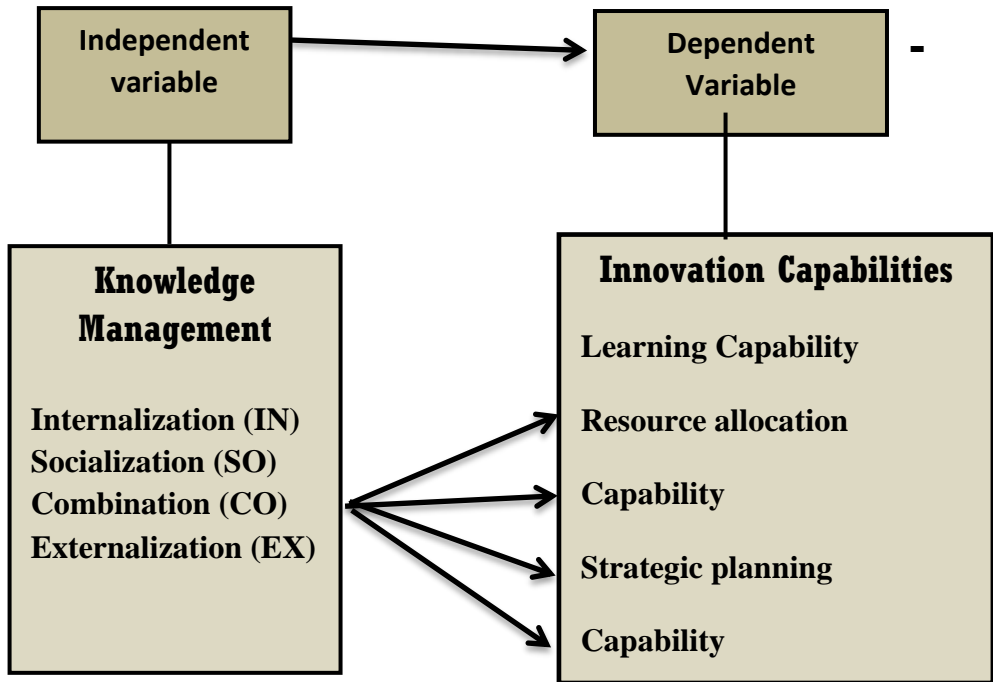 Independent
variable
Dependent
Variable
-
Knowledge
Management
Internalization (IN)
Socialization (SO)
Combination (CO)
Externalization (EX)
Innovation Capabilities
Learning Capability
Resource allocation
Capability
Strategic planning
Capability